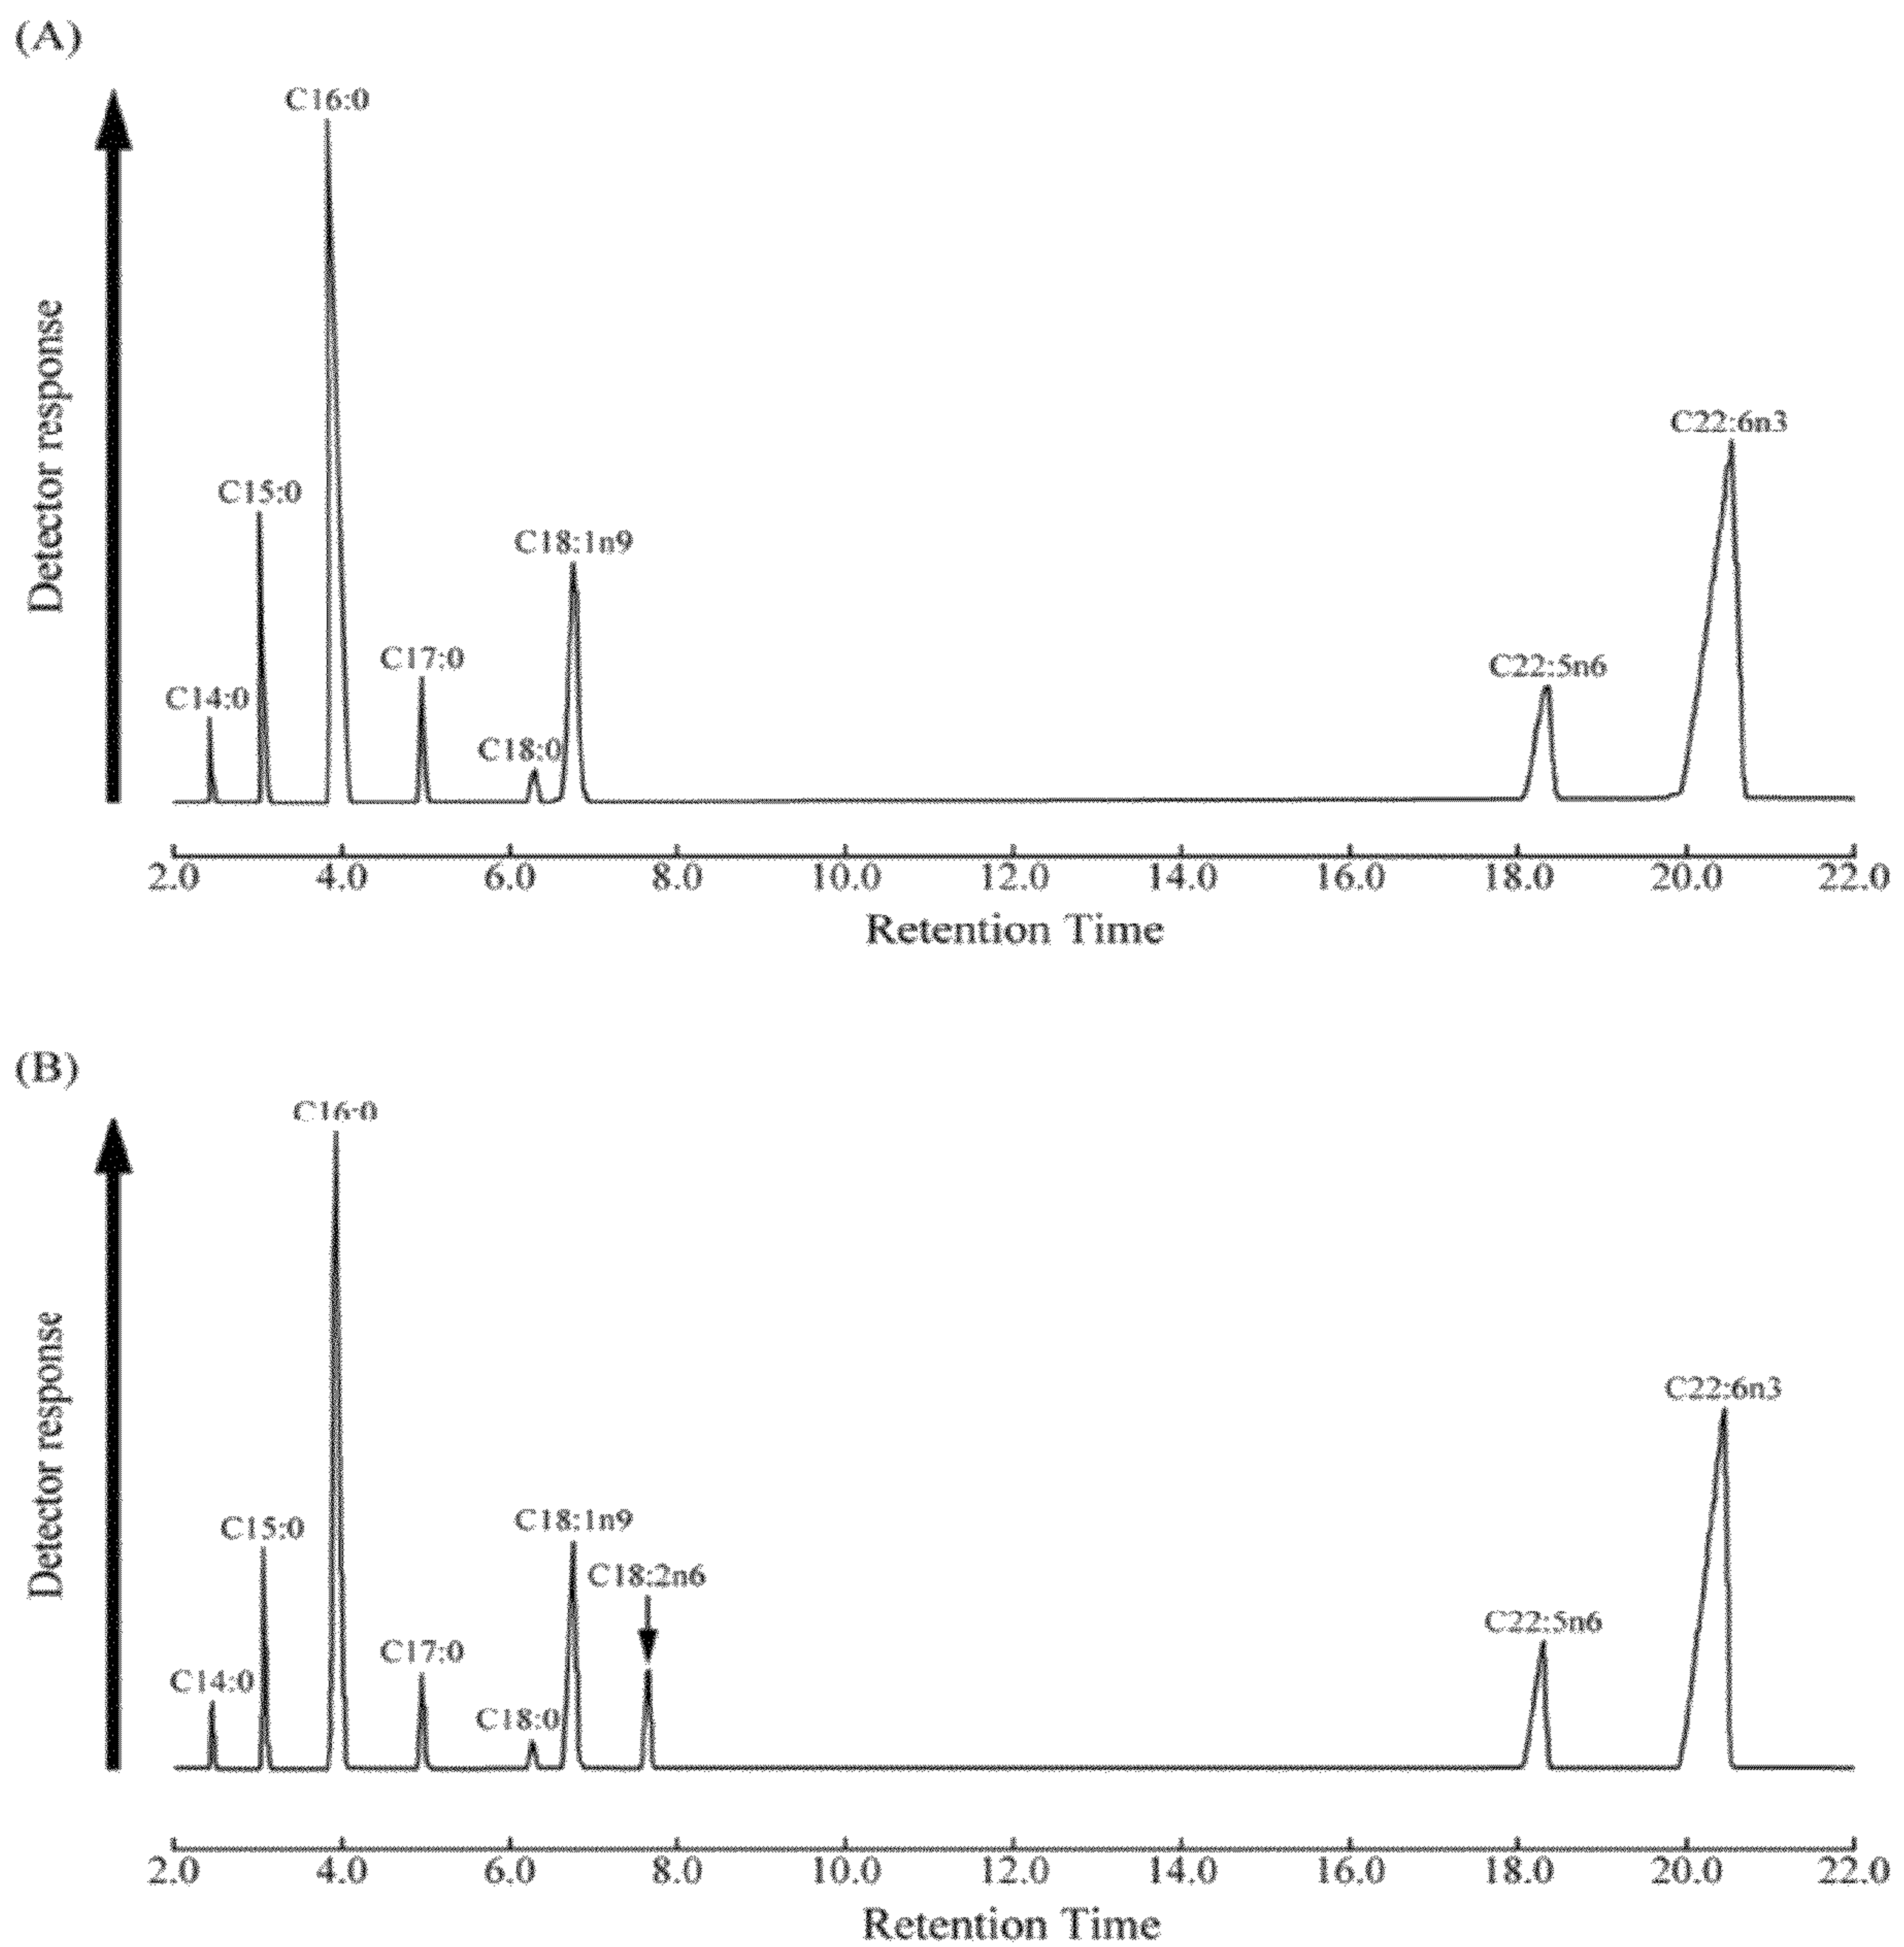 (A)
C16:0
C22:6n3
C15:0
C18:1n9
C17:0
C22:5n6
C14:0
C18:0
Detector response
2.0 4.0 6.0 8.0 10.0 12.0 14.0 16.0 18.0 20.0 22.0
Retention Time
(B)
C16:0
C22:6n3
C15:0
C18:1n9
C18:2n6
C22:5n6
C17:0
C14:0
C18:0
Detector response
2.0 4.0 6.0 8.0 10.0 12.0 14.0 16.0 18.0 20.0 22.0
Retention Time